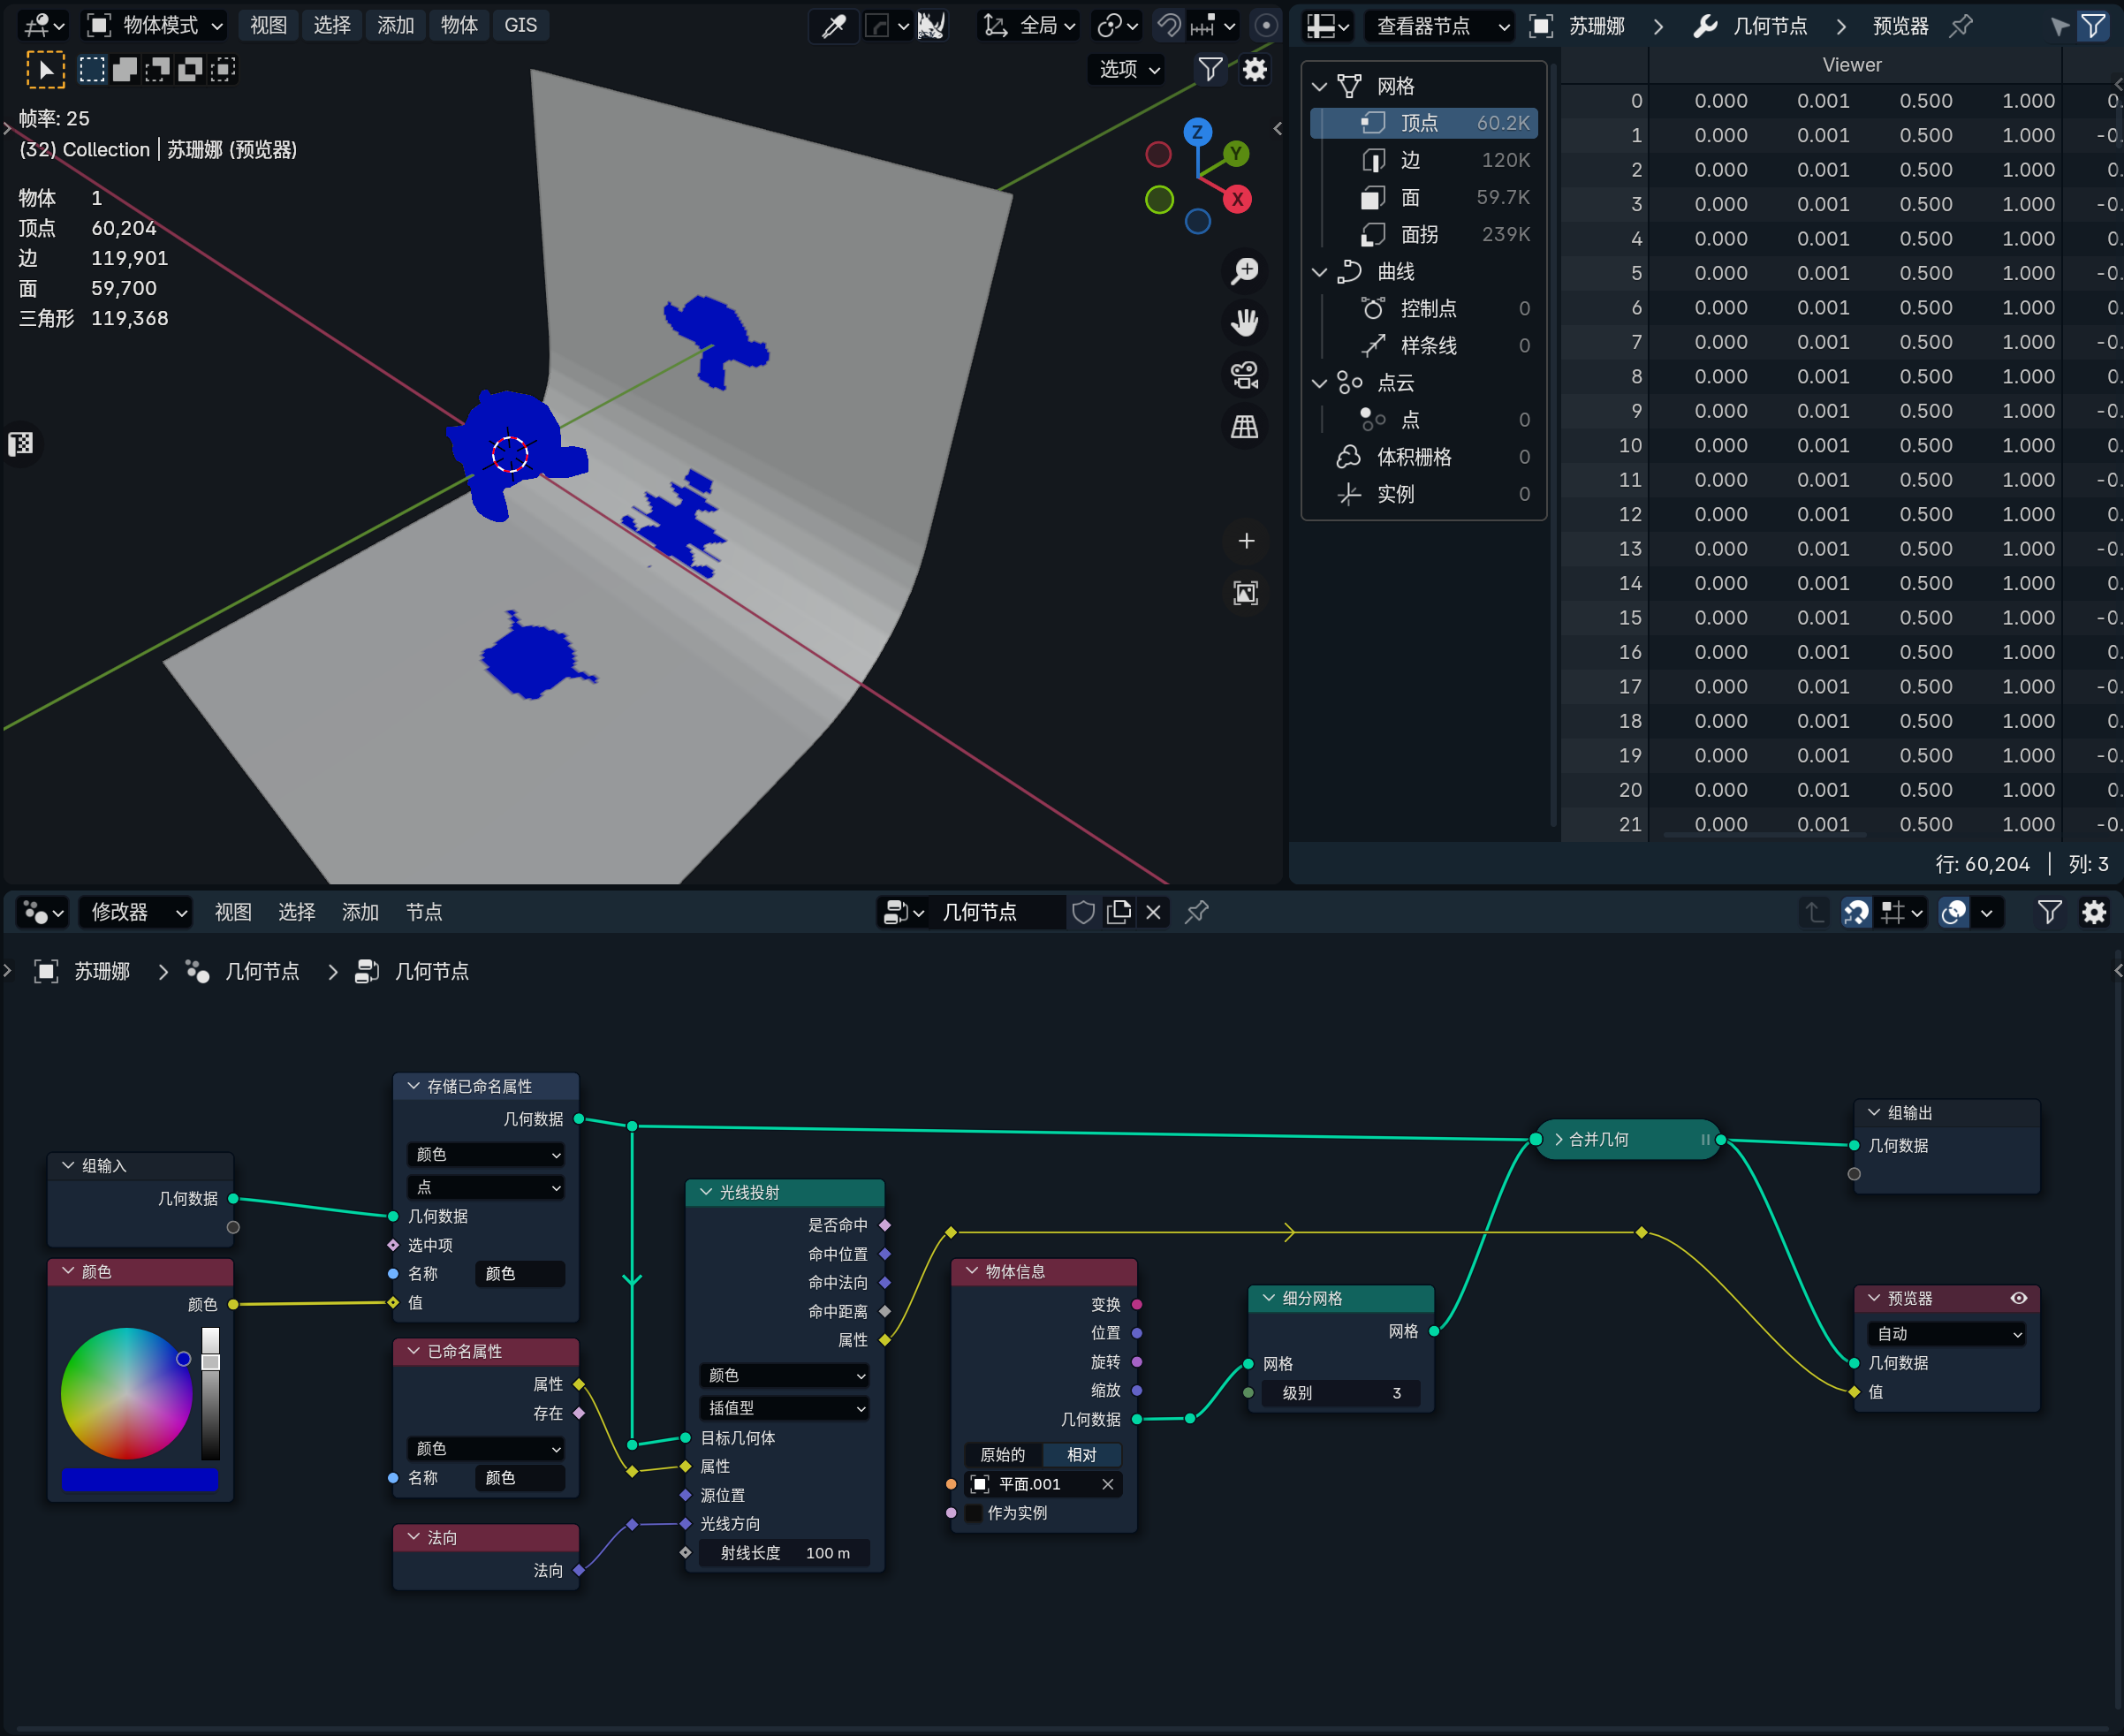 物体模式 视图 选择 添加 物体 GIS 全局
选项
帧率: 25
(32) Collection | 苏珊娜 (预览器)
物体 1
顶点 60,204
边 119,901
面 59,700
三角形 119,368
Z
Y
X
查看器节点 苏珊娜 几何节点 预览器
网格
顶点 60.2K
边 120K
面 59.7K
面拐 239K
曲线
控制点 0
样条线 0
点云
点 0
体积栅格 0
实例 0
Viewer
0 0.000 0.001 0.500 1.000 0.
1 0.000 0.001 0.500 1.000 -0.
2 0.000 0.001 0.500 1.000 0.
3 0.000 0.001 0.500 1.000 -0.
4 0.000 0.001 0.500 1.000 0.
5 0.000 0.001 0.500 1.000 -0.
6 0.000 0.001 0.500 1.000 0.
7 0.000 0.001 0.500 1.000 -0.
8 0.000 0.001 0.500 1.000 0.
9 0.000 0.001 0.500 1.000 -0.
10 0.000 0.001 0.500 1.000 0.
11 0.000 0.001 0.500 1.000 -0.
12 0.000 0.001 0.500 1.000 0.
13 0.000 0.001 0.500 1.000 -0.
14 0.000 0.001 0.500 1.000 0.
15 0.000 0.001 0.500 1.000 -0.
16 0.000 0.001 0.500 1.000 0.
17 0.000 0.001 0.500 1.000 -0.
18 0.000 0.001 0.500 1.000 0.
19 0.000 0.001 0.500 1.000 -0.
20 0.000 0.001 0.500 1.000 0.
21 0.000 0.001 0.500 1.000 -0.
行: 60,204 | 列: 3
修改器 视图 选择 添加 节点 几何节点
苏珊娜 几何节点 几何节点
组输入
几何数据
颜色
颜色
存储已命名属性
几何数据
颜色
点
几何数据
选中项
名称 颜色
值
已命名属性
属性
存在
颜色
名称 颜色
法向
法向
光线投射
是否命中
命中位置
命中法向
命中距离
属性
颜色
插值型
目标几何体
属性
源位置
光线方向
射线长度 100 m
物体信息
变换
位置
旋转
缩放
几何数据
原始的 相对
平面.001
作为实例
细分网格
网格
网格
级别 3
合并几何
组输出
几何数据
预览器
自动
几何数据
值